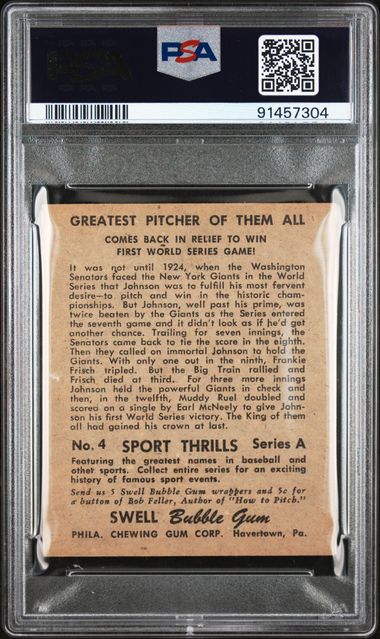 PSA
91457304
GREATEST PITCHER OF THEM ALL
COMES BACK IN RELIEF TO WIN
FIRST WORLD SERIES GAME!
It was not until 1924, when the Washington
Senators faced the New York Giants in the World
Series that Johnson was to fulfill his most fervent
desire—to pitch and win in the historic cham-
pionships. But Johnson, well past his prime, was
twice beaten by the Giants as the Series entered
the seventh game and it didn't look as if he'd get
another chance. Trailing for seven innings, the
Senators came back to tie the score in the eighth.
Then they called on immortal Johnson to hold the
Giants. With only one out in the ninth, Frankie
Frisch tripled. But the Big Train rallied and
Frisch died at third. For three more innings
Johnson held the powerful Giants in check and
then, in the twelfth, Muddy Ruel doubled and
scored on a single by Earl McNeely to give John-
son his first World Series victory. The King of them
all had gained his crown at last.
No. 4 SPORT THRILLS Series A
Featuring the greatest names in baseball and
other sports. Collect entire series for an exciting
history of famous sport events.
Send us 5 Swell Bubble Gum wrappers and 5c for
a button of Bob Feller, Author of "How to Pitch."
SWELL Bubble Gum
PHILA. CHEWING GUM CORP. Havertown, Pa.